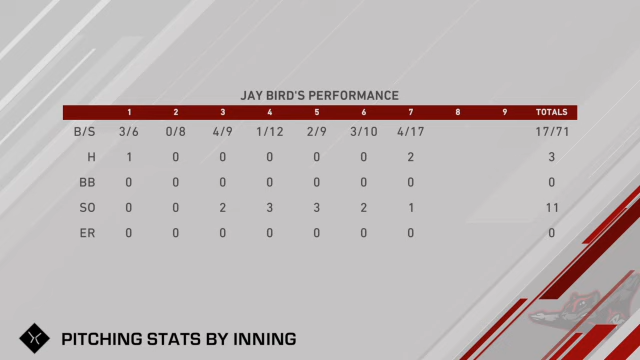 JAY BIRD'S PERFORMANCE
1 2 3 4 5 6 7 8 9 TOTALS
B/S 3/6 0/8 4/9 1/12 2/9 3/10 4/17 17/71
H 1 0 0 0 0 0 2 3
BB 0 0 0 0 0 0 0 0
SO 0 0 2 3 3 2 1 11
ER 0 0 0 0 0 0 0 0
PITCHING STATS BY INNING